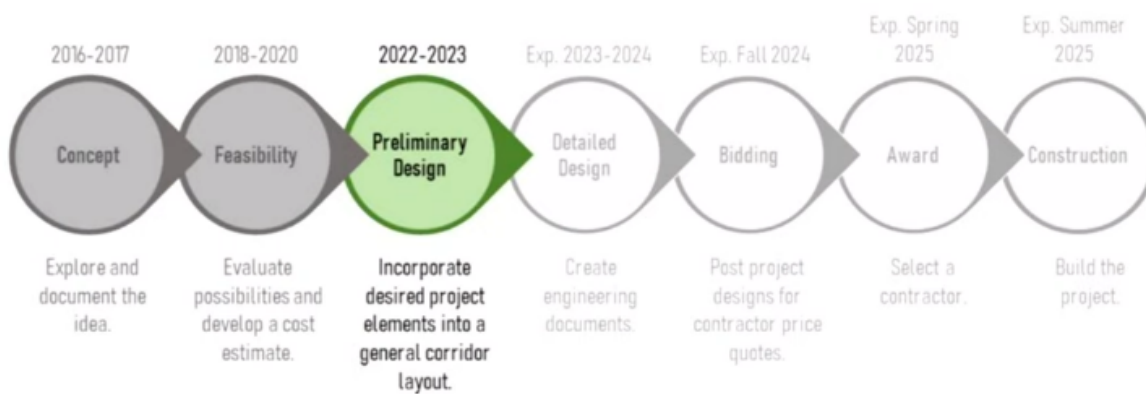 2016-2017
2018-2020
2022-2023
Exp. 2023-2024
Exp. Fall 2024
Exp. Spring
2025
Exp. Summer
2025
Concept
Feasibility
Preliminary
Design
Detailed
Design
Bidding
Award
Construction
Explore and
document the
idea.
Evaluate
possibilities and
develop a cost
estimate.
Incorporate
desired project
elements into a
general corridor
layout.
Create
engineering
documents.
Post project
designs for
contractor price
quotes.
Select a
contractor.
Build the
project.